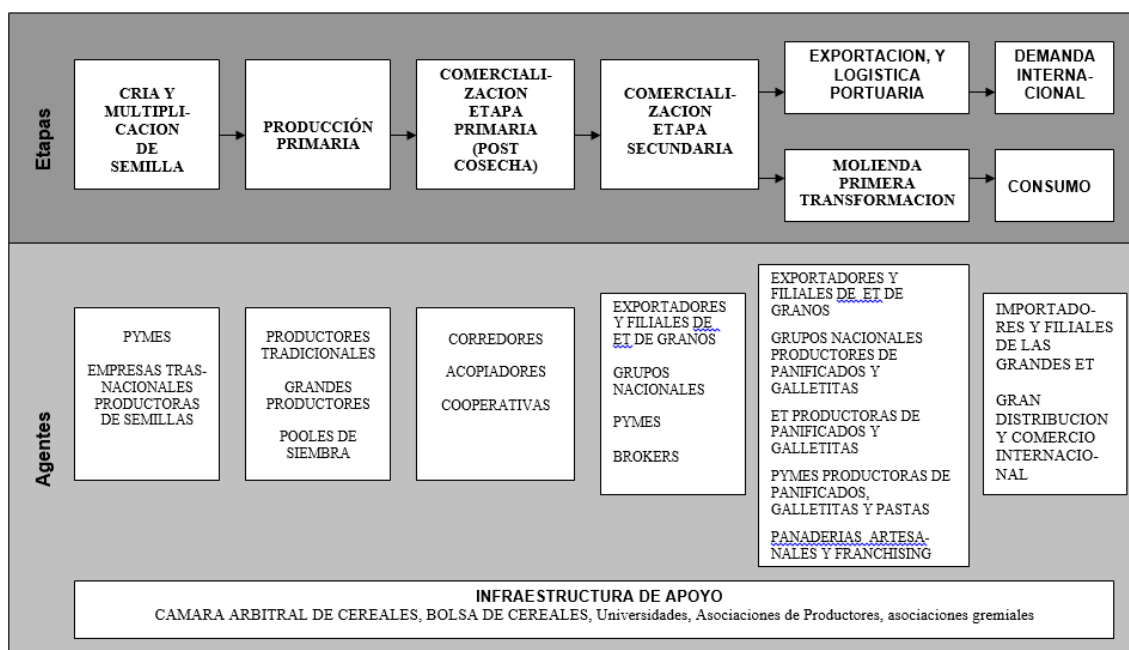 Etapas
CRIA Y
MULTIPLI-
CACION
DE
SEMILLA
PRODUCCIÓN
PRIMARIA
COMERCIALI-
ZACION
ETAPA
PRIMARIA
(POST
COSECHA)
COMERCIALI-
ZACION
ETAPA
SECUNDARIA
EXPORTACION, Y
LOGISTICA
PORTUARIA
DEMANDA
INTERNA-
CIONAL
MOLIENDA
PRIMERA
TRANSFORMACION
CONSUMO
Agentes
PYMES
EMPRESAS TRAS-
NACIONALES
PRODUCTORAS
DE SEMILLAS
PRODUCTORES
TRADICIONALES
GRANDES
PRODUCTORES
POOLES DE
SIEMBRA
CORREDORES
ACOPIADORES
COOPERATIVAS
EXPORTADORES
Y FILIALES DE
ET DE GRANOS
GRUPOS
NACIONALES
PYMES
BROKERS
EXPORTADORES Y
FILIALES DE ET DE
GRANOS
GRUPOS NACIONALES
PRODUCTORES DE
PANIFICADOS Y
GALLETITAS
ET PRODUCTORAS DE
PANIFICADOS Y
GALLETITAS
PYMES PRODUCTORAS DE
PANIFICADOS,
GALLETITAS Y PASTAS
PANADERIAS ARTESA-
NALES Y FRANCHISING
IMPORTADO-
RES Y FILIALES
DE LAS
GRANDES ET
GRAN
DISTRIBUCION
Y COMERCIO
INTERNACIO-
NAL
INFRAESTRUCTURA DE APOYO
CAMARA ARBITRAL DE CEREALES, BOLSA DE CEREALES, Universidades, Asociaciones de Productores, asociaciones gremiales